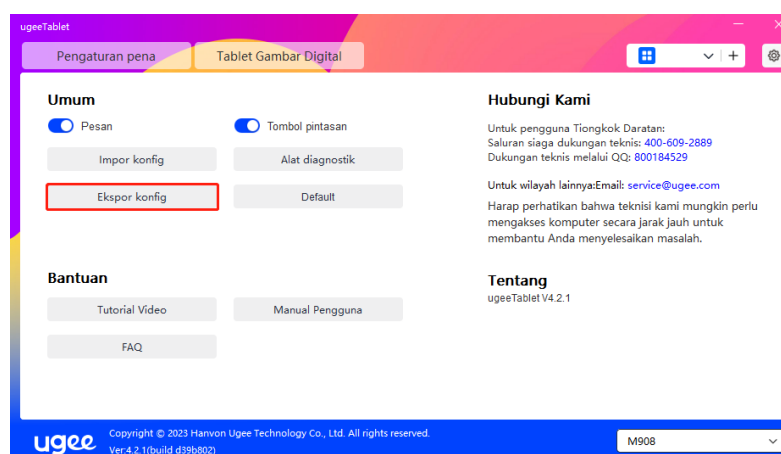 ugeeTablet
Pengaturan pena
Tablet Gambar Digital
Umum
Pesan
Tombol pintasan
Impor konfig
Alat diagnostik
Ekspor konfig
Default
Bantuan
Tutorial Video
Manual Pengguna
FAQ
Hubungi Kami
Untuk pengguna Tiongkok Daratan:
Saluran siaga dukungan teknis: 400-609-2889
Dukungan teknis melalui QQ: 800184529
Untuk wilayah lainnya:Email: service@ugee.com
Harap perhatikan bahwa teknisi kami mungkin perlu
mengakses komputer secara jarak jauh untuk
membantu Anda menyelesaikan masalah.
Tentang
ugeeTablet V4.2.1
ugee
Copyright © 2023 Hanvon Ugee Technology Co., Ltd. All rights reserved.
Ver:4.2.1(build d39b802)
M908